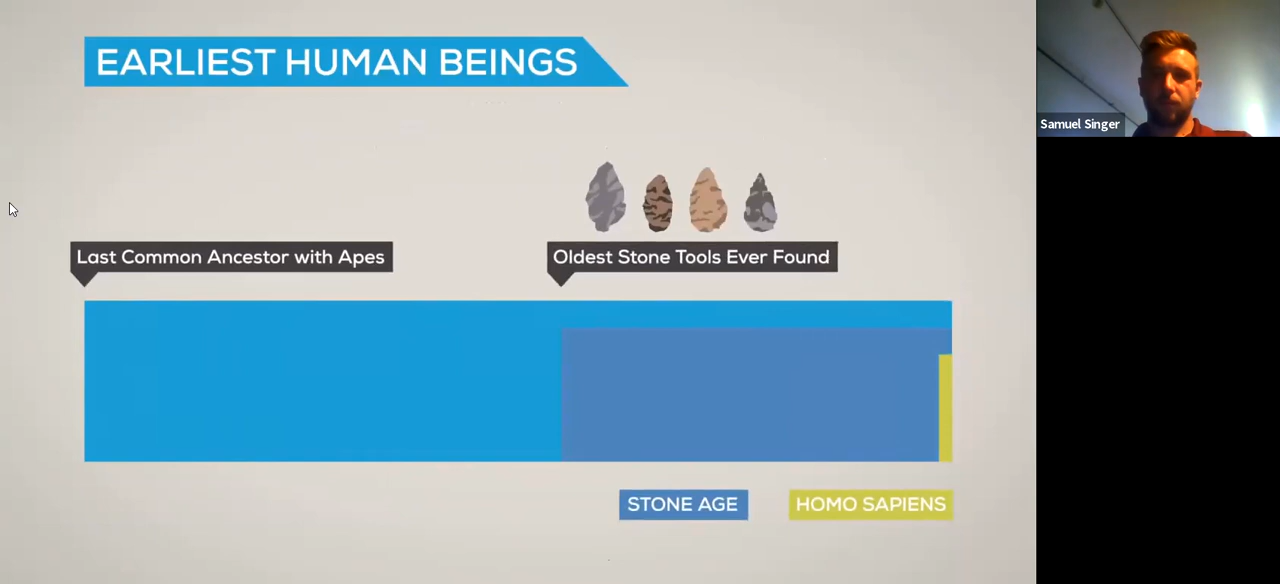 EARLIEST HUMAN BEINGS
Samuel Singer
Last Common Ancestor with Apes
Oldest Stone Tools Ever Found
STONE AGE
HOMO SAPIENS